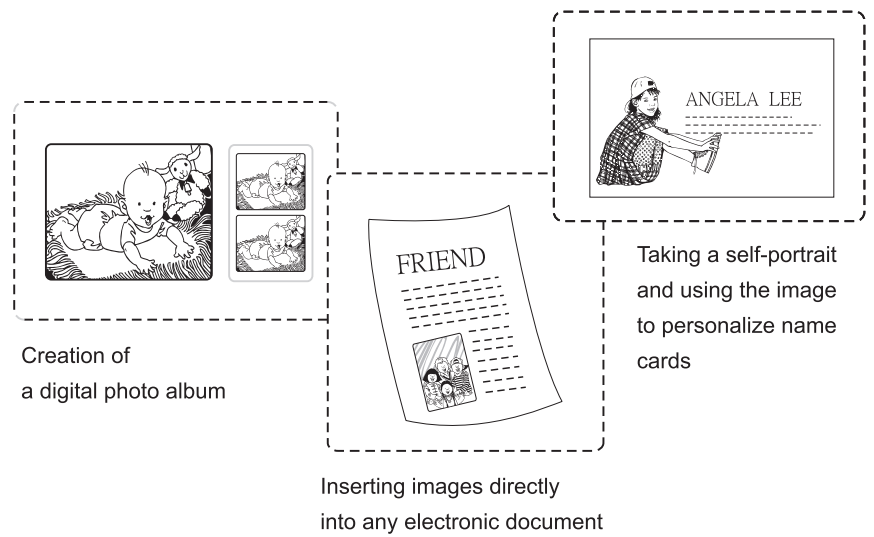 Creation of
a digital photo album
FRIEND
Inserting images directly
into any electronic document
ANGELA LEE
Taking a self-portrait
and using the image
to personalize name
cards